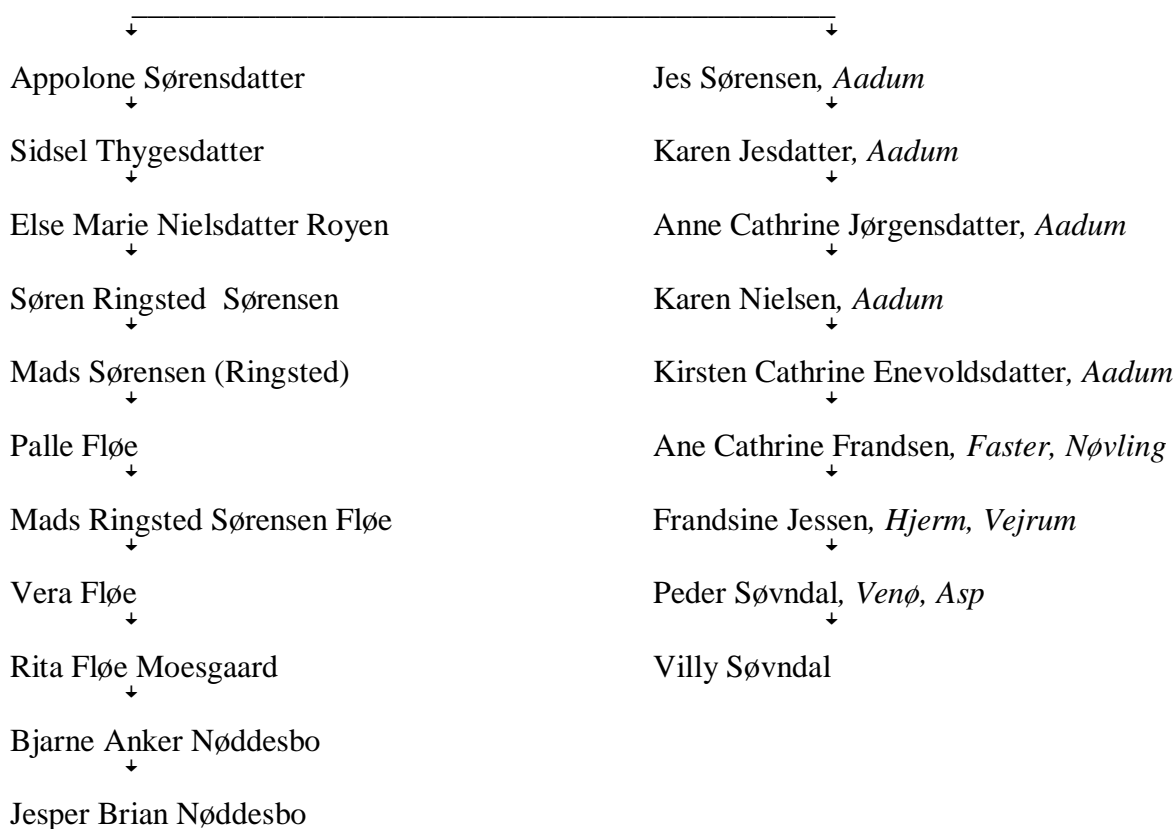 Appolone Sørensdatter
Jes Sørensen, Aadum
Sidsel Thygesdatter
Karen Jesdatter, Aadum
Else Marie Nielsdatter Royen
Anne Cathrine Jørgensdatter, Aadum
Søren Ringsted  Sørensen
Karen Nielsen, Aadum
Mads Sørensen (Ringsted)
Kirsten Cathrine Enevoldsdatter, Aadum
Palle Fløe
Ane Cathrine Frandsen, Faster, Nøvling
Mads Ringsted Sørensen Fløe
Frandsine Jessen, Hjerm, Vejrum
Vera Fløe
Peder Søvndal, Venø, Asp
Rita Fløe Moesgaard
Villy Søvndal
Bjarne Anker Nøddesbo
Jesper Brian Nøddesbo